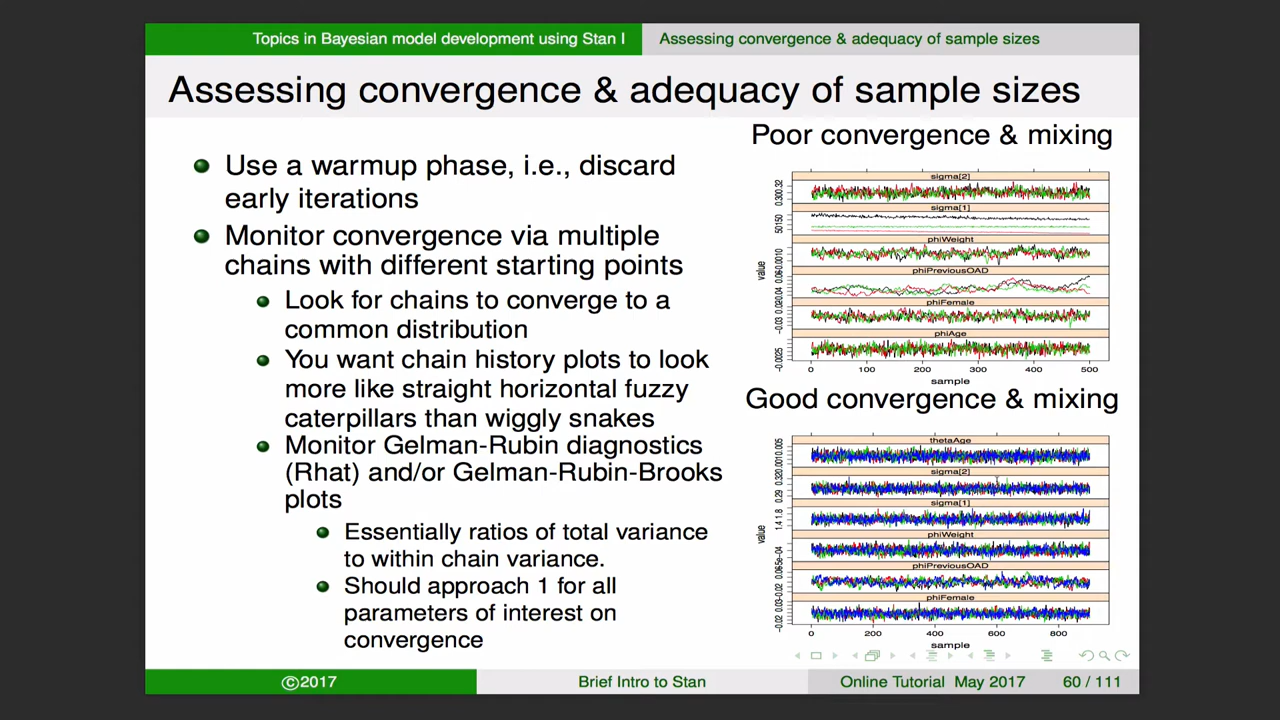 Topics in Bayesian model development using Stan I
Assessing convergence & adequacy of sample sizes
Assessing convergence & adequacy of sample sizes
Use a warmup phase, i.e., discard
early iterations
Monitor convergence via multiple
chains with different starting points
Look for chains to converge to a
common distribution
You want chain history plots to look
more like straight horizontal fuzzy
caterpillars than wiggly snakes
Monitor Gelman-Rubin diagnostics
(Rhat) and/or Gelman-Rubin-Brooks
plots
Essentially ratios of total variance
to within chain variance.
Should approach 1 for all
parameters of interest on
convergence
Poor convergence & mixing
sigma[2]
sigma[1]
phiWeight
phiPreviousOAD
phiFemale
phiAge
value
0 100 200 300 400 500
sample
Good convergence & mixing
thetaAge
sigma[2]
sigma[1]
phiWeight
phiPreviousOAD
phiFemale
value
0 200 400 600 800
sample
©2017
Brief Intro to Stan
Online Tutorial May 2017
60 / 111